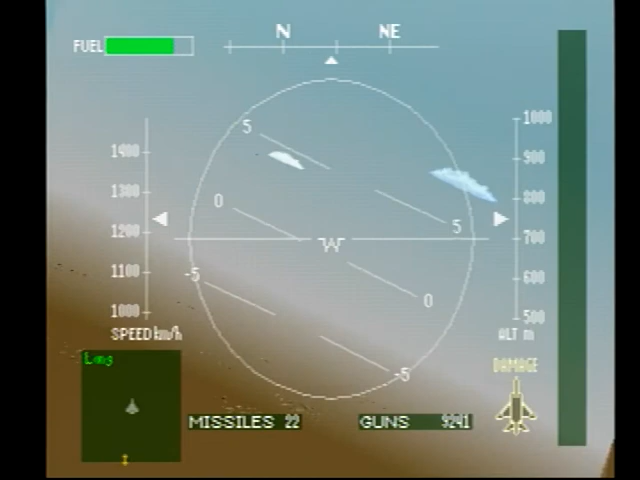 FUEL
N NE
5
5
0
0
-5
-5
1400
1300
1200
1100
1000
SPEED km/h
1000
900
800
700
600
500
ALT m
Long
DAMAGE
MISSILES 22
GUNS 9241